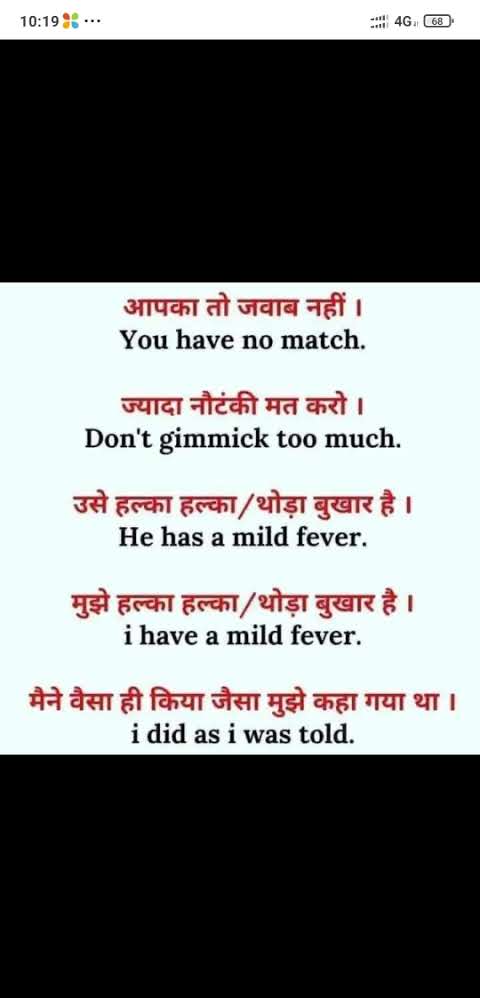 10:19 ...
4G 68
आपका तो जवाब नहीं ।
You have no match.
ज्यादा नौटंकी मत करो ।
Don't gimmick too much.
उसे हल्का हल्का/थोड़ा बुखार है ।
He has a mild fever.
मुझे हल्का हल्का/थोड़ा बुखार है ।
i have a mild fever.
मैने वैसा ही किया जैसा मुझे कहा गया था ।
i did as i was told.